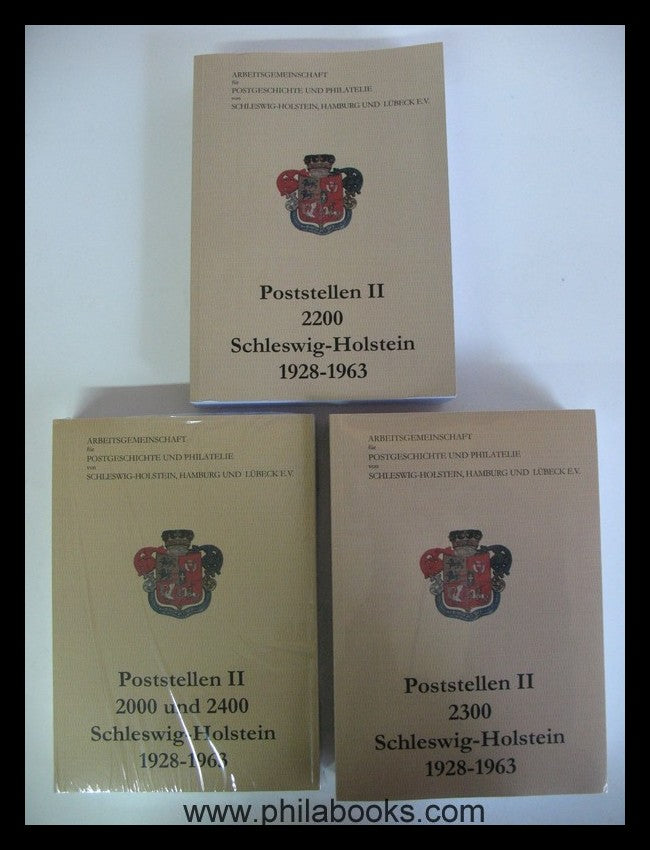 ARBEITSGEMEINSCHAFT
für
POSTGESCHICHTE UND PHILATELIE
von
SCHLESWIG-HOLSTEIN, HAMBURG UND LÜBECK E.V.
Poststellen II
2200
Schleswig-Holstein
1928-1963
ARBEITSGEMEINSCHAFT
für
POSTGESCHICHTE UND PHILATELIE
von
SCHLESWIG-HOLSTEIN, HAMBURG UND LÜBECK E.V.
Poststellen II
2000 und 2400
Schleswig-Holstein
1928-1963
ARBEITSGEMEINSCHAFT
für
POSTGESCHICHTE UND PHILATELIE
von
SCHLESWIG-HOLSTEIN, HAMBURG UND LÜBECK E.V.
Poststellen II
2300
Schleswig-Holstein
1928-1963
www.philabooks.com